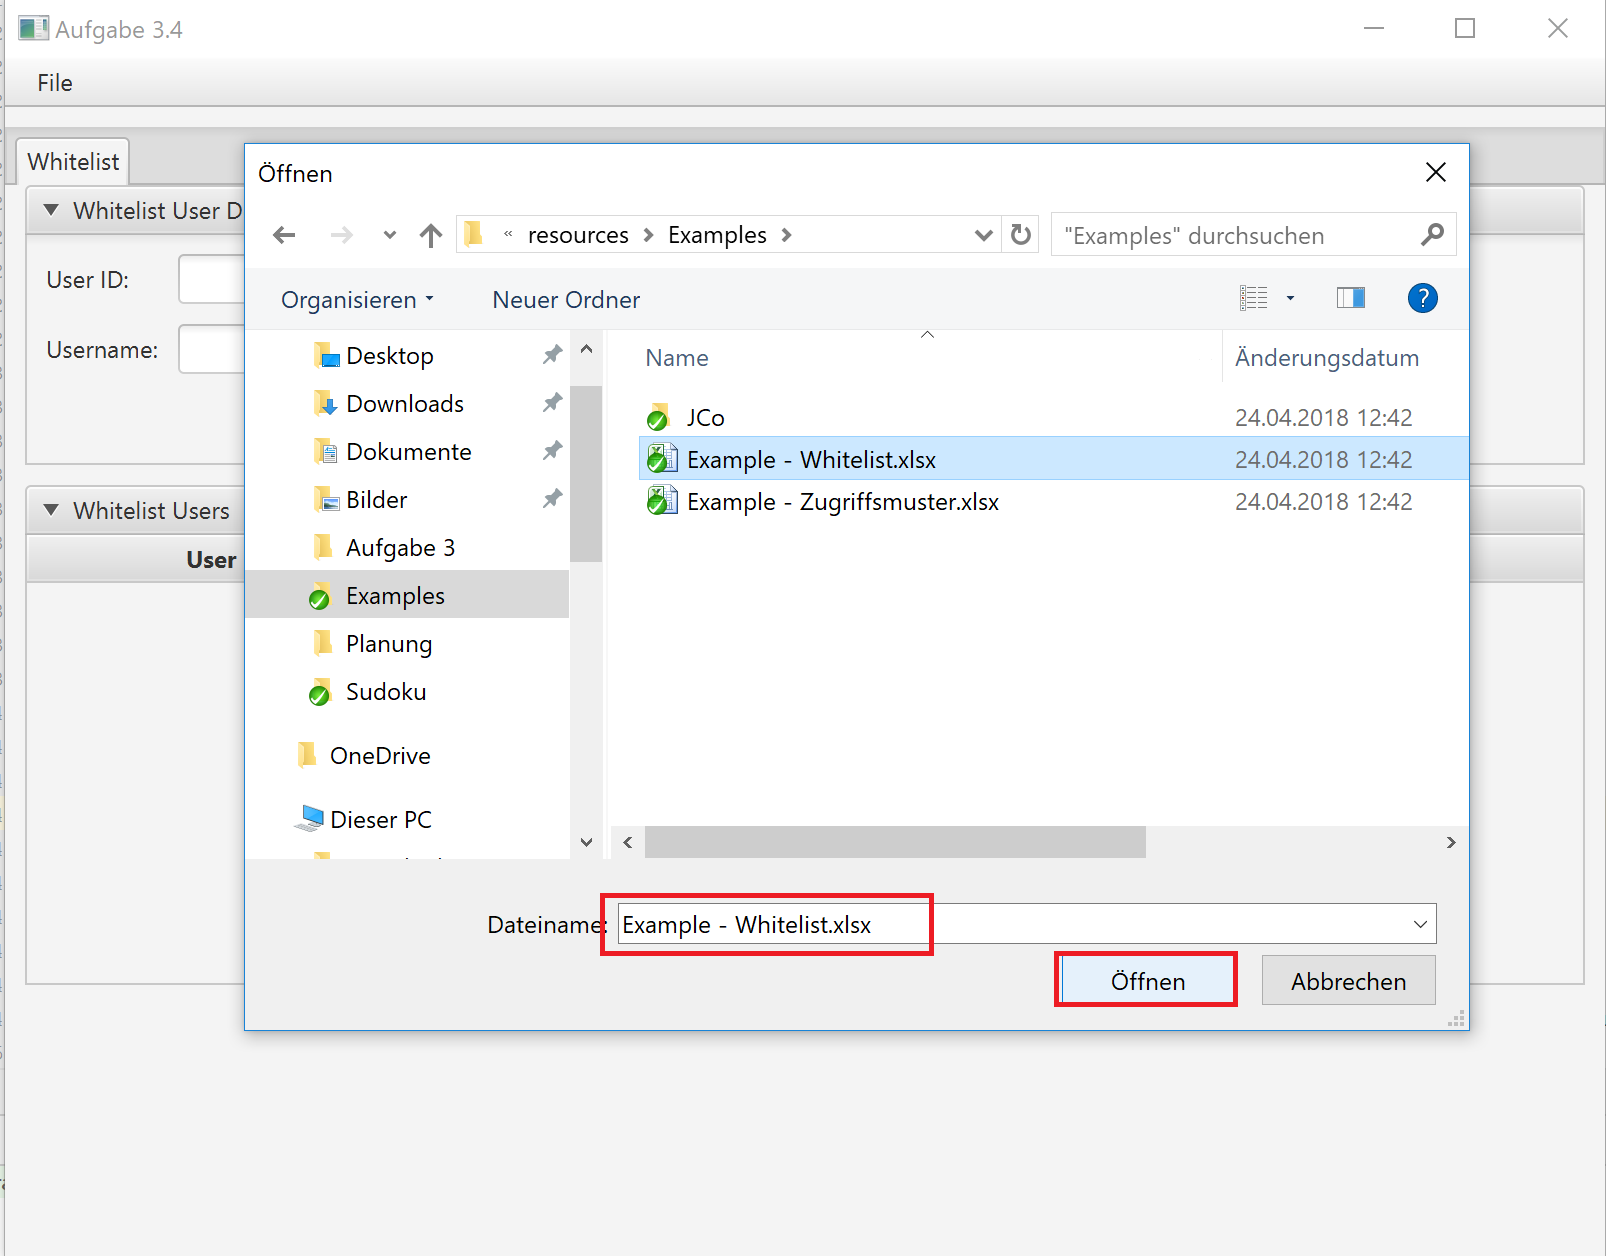 Aufgabe 3.4
File
Whitelist
Öffnen
Whitelist User D
« resources Examples
"Examples" durchsuchen
User ID:
Organisieren Neuer Ordner
?
Username:
Desktop
Name Änderungsdatum
Downloads
JCo 24.04.2018 12:42
Dokumente
Example - Whitelist.xlsx 24.04.2018 12:42
Bilder
Example - Zugriffsmuster.xlsx 24.04.2018 12:42
Whitelist Users
Aufgabe 3
User
Examples
Planung
Sudoku
OneDrive
Dieser PC
Dateiname: Example - Whitelist.xlsx
Öffnen Abbrechen